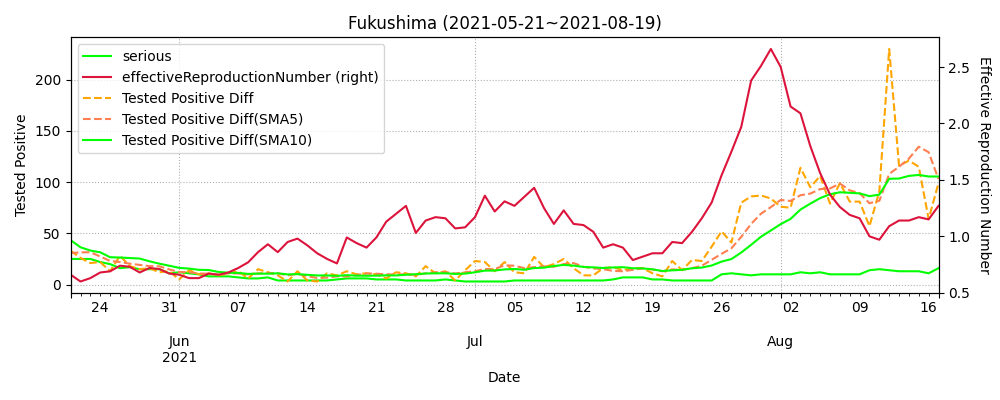 Fukushima (2021-05-21~2021-08-19)
serious
effectiveReproductionNumber (right)
Tested Positive Diff
Tested Positive Diff(SMA5)
Tested Positive Diff(SMA10)
Tested Positive
200
150
100
50
0
Effective Reproduction Number
2.5
2.0
1.5
1.0
0.5
24 31 07 14 21 28 05 12 19 26 02 09 16
Jun Jul Aug
2021
Date